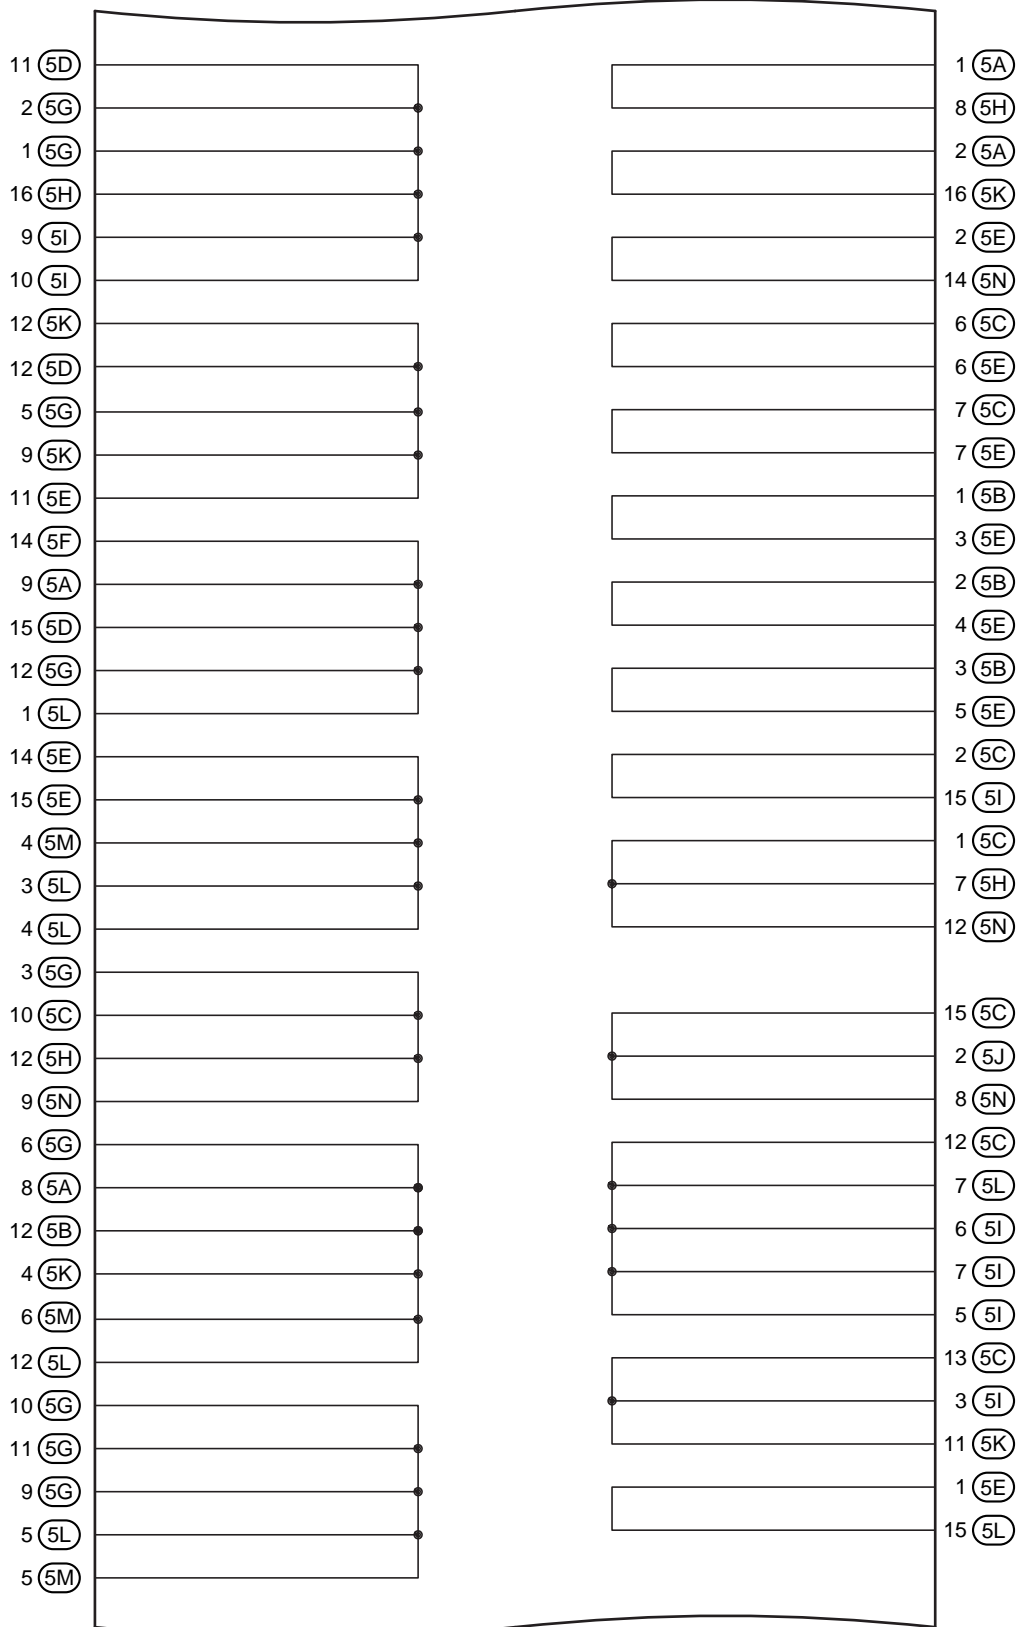 11 5D
2 5G
1 5G
16 5H
9 5I
10 5I
12 5K
12 5D
5 5G
9 5K
11 5E
14 5F
9 5A
15 5D
12 5G
1 5L
14 5E
15 5E
4 5M
3 5L
4 5L
3 5G
10 5C
12 5H
9 5N
6 5G
8 5A
12 5B
4 5K
6 5M
12 5L
10 5G
11 5G
9 5G
5 5L
5 5M
1 5A
8 5H
2 5A
16 5K
2 5E
14 5N
6 5C
6 5E
7 5C
7 5E
1 5B
3 5E
2 5B
4 5E
3 5B
5 5E
2 5C
15 5I
1 5C
7 5H
12 5N
15 5C
2 5J
8 5N
12 5C
7 5L
6 5I
7 5I
5 5I
13 5C
3 5I
11 5K
1 5E
15 5L